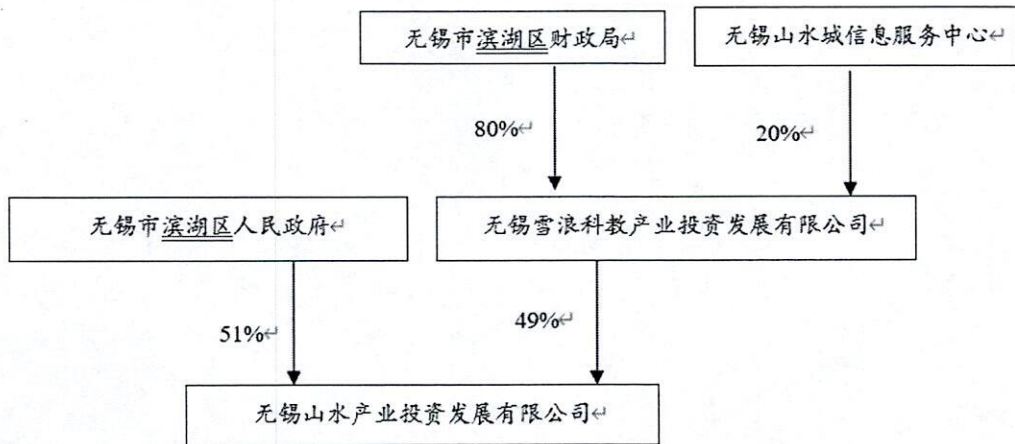 无锡市滨湖区财政局↵
无锡山水城信息服务中心↵
80%↵
20%↵
无锡市滨湖区人民政府↵
无锡雪浪科教产业投资发展有限公司↵
51%↵
49%↵
无锡山水产业投资发展有限公司↵